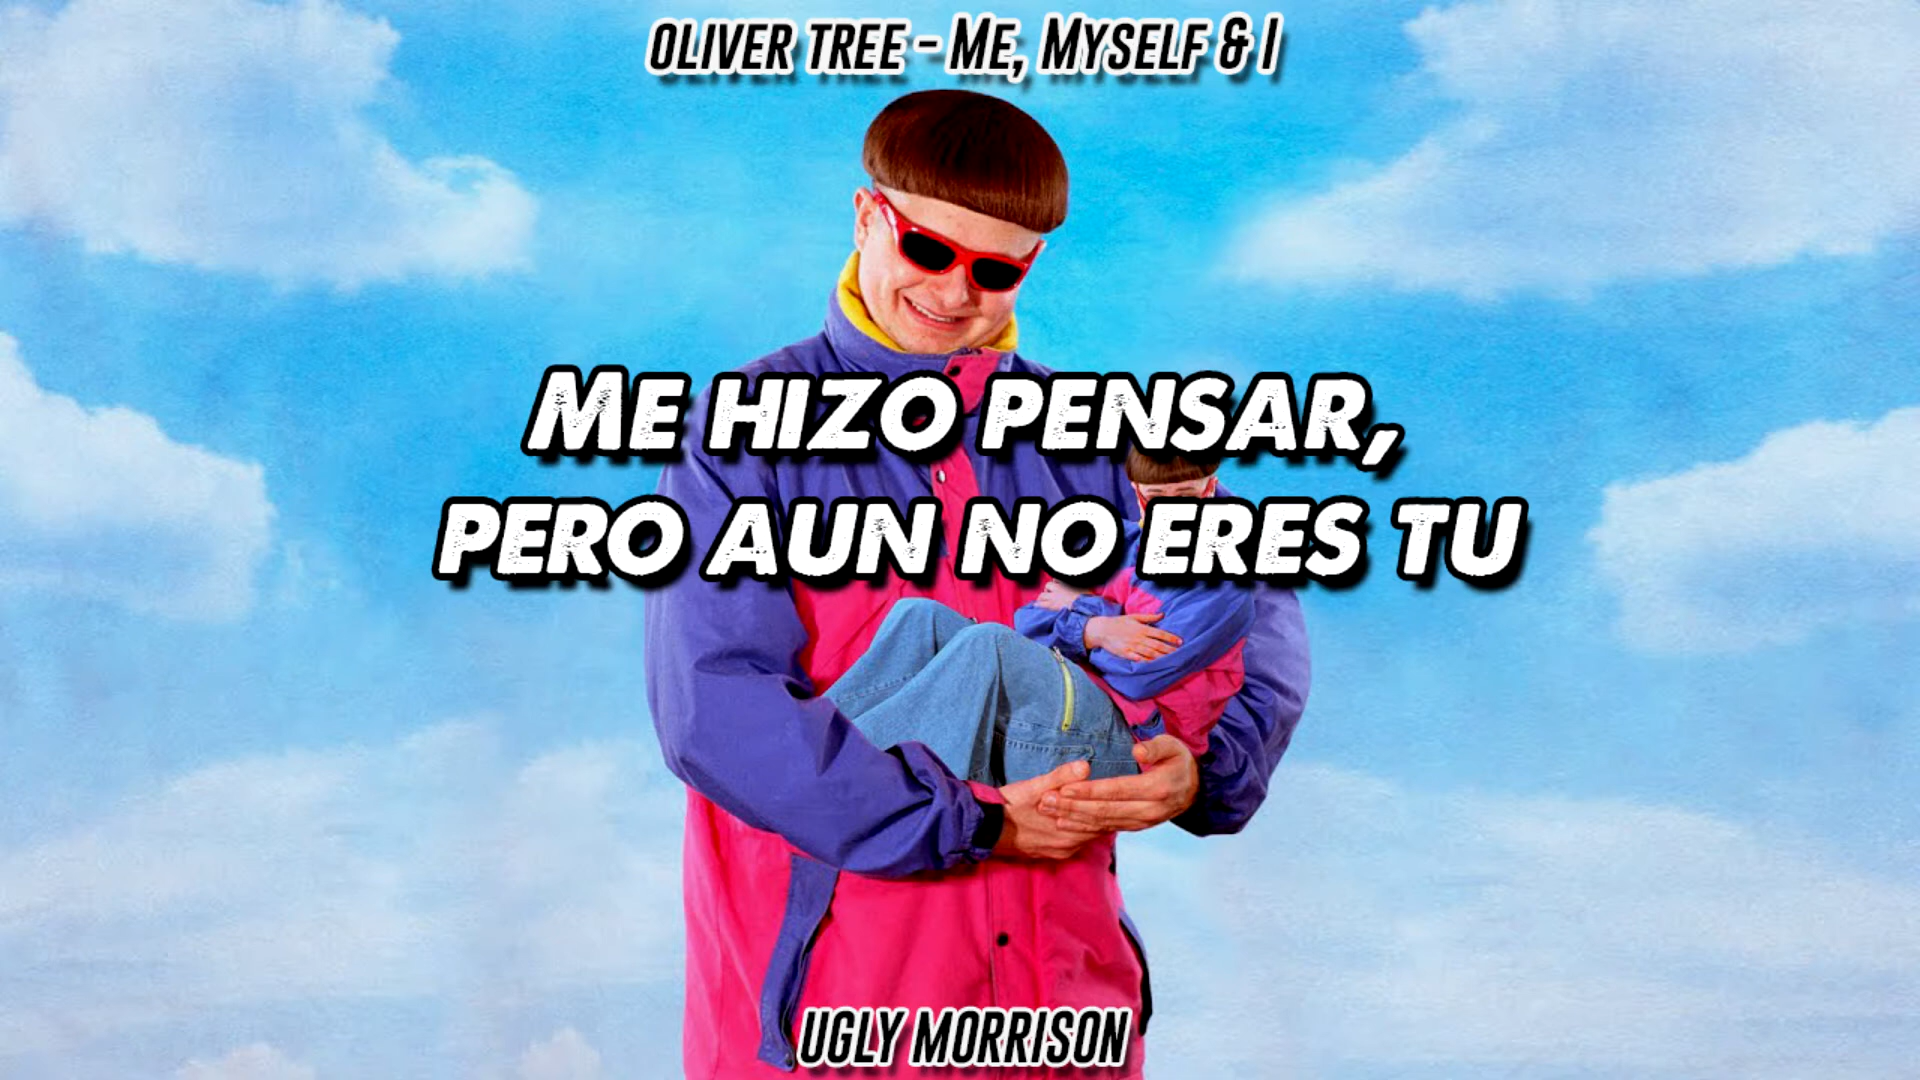 OLIVER TREE - ME, MYSELF & I
ME HIZO PENSAR,
PERO AUN NO ERES TU
UGLY MORRISON